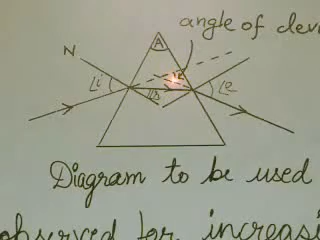 angle of dev
A
N
∠i
∠e
Diagram to be used
observed for increasi